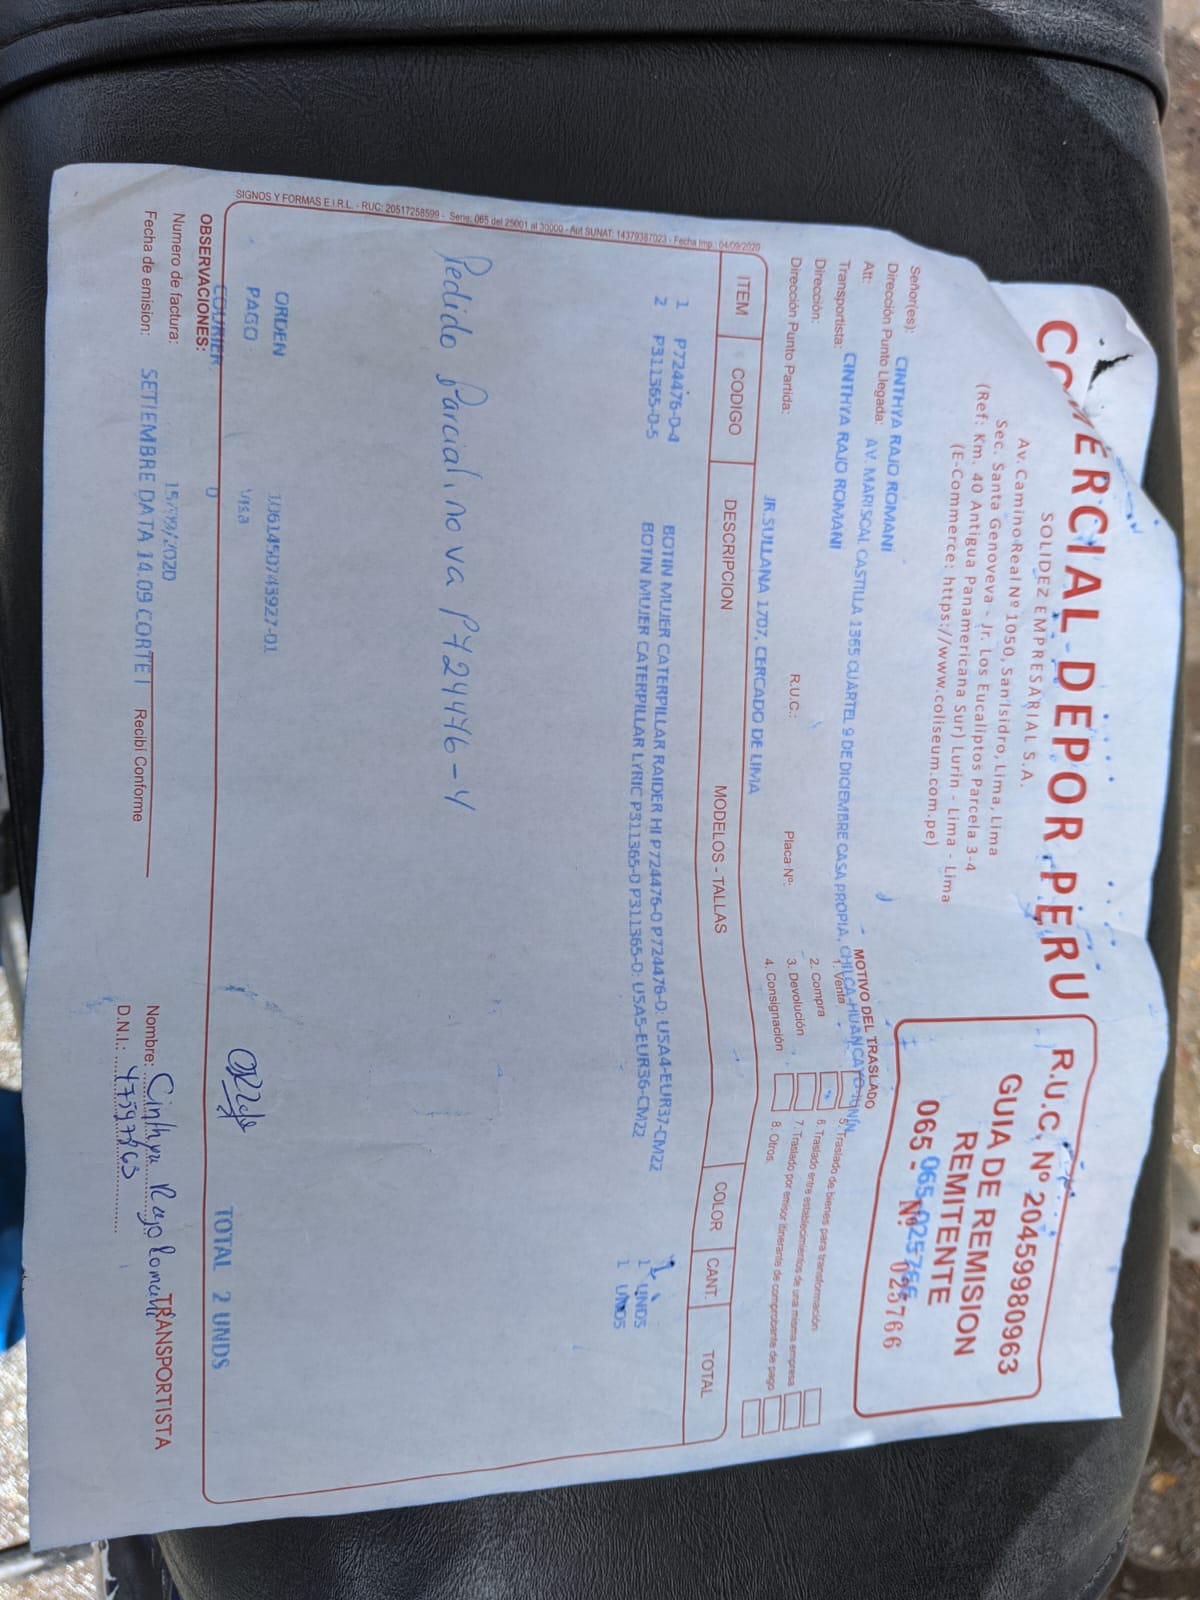 COMERCIAL DEPOR PERU
SOLIDEZ EMPRESARIAL S.A.
Av. Camino Real Nº 1050, San Isidro, Lima, Lima
Sec. Santa Genoveva - Jr. Los Eucaliptos Parcela 3-4
(Ref: Km. 40 Antigua Panamericana Sur) Lurin - Lima - Lima
(E-Commerce: https://www.coliseum.com.pe)
R.U.C. Nº 20459980963
GUIA DE REMISION
REMITENTE
065 - Nº 025766
065-025766
Señor(es): CINTHYA RAJO ROMANI
Dirección Punto Llegada: AV. MARISCAL CASTILLA 1365 CUARTEL 9 DE DICIEMBRE CASA PROPIA, CHILCA-HUANCAYO-JUNIN
Att:
Transportista: CINTHYA RAJO ROMANI
Dirección: R.U.C.: Placa Nº:
Dirección Punto Partida: JR.SULLANA 1707, CERCADO DE LIMA
MOTIVO DEL TRASLADO
1. Venta
2. Compra
3. Devolución
4. Consignación
5. Traslado de bienes para transformación
6. Traslado entre establecimientos de una misma empresa
7. Traslado por emisor itinerante de comprobante de pago
8. Otros
ITEM CODIGO DESCRIPCION MODELOS - TALLAS COLOR CANT. TOTAL
1 P724476-0-4 BOTIN MUJER CATERPILLAR RAIDER HI P724476-0 P724476-0: USA4-EUR37-CM22 1 UNDS
2 P311365-0-5 BOTIN MUJER CATERPILLAR LYRIC P311365-0 P311365-0: USA5-EUR36-CM22 1 UNDS
Pedido Parcial no va P724476-4
ORDEN
PAGO Visa
COURIER 0
TOTAL 2 UNDS
OBSERVACIONES:
Numero de factura:
Fecha de emision: SETIEMBRE DATA 14.09 CORTE I
Recibí Conforme
Nombre: Cinthya Rajo Romani
D.N.I.:
TRANSPORTISTA
SIGNOS Y FORMAS E.I.R.L. - RUC: 20517258599 - Serie: 065 del 25001 al 30000 - Aut SUNAT: 14379387023 - Fecha Imp.: 04/09/2020